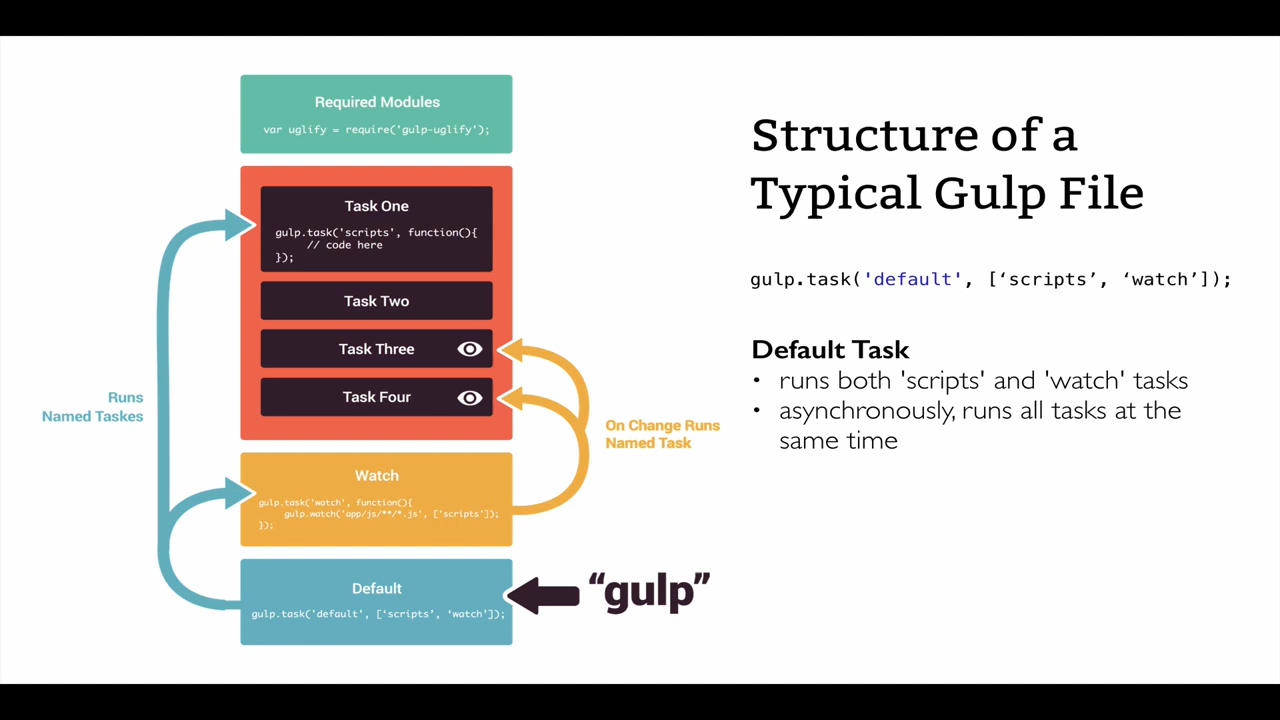 Required Modules
var uglify = require('gulp-uglify');
Task One
gulp.task('scripts', function(){
// code here
});
Task Two
Task Three
Task Four
Runs
Named Taskes
On Change Runs
Named Task
Watch
gulp.task('watch', function(){
gulp.watch('app/js/**/*.js', ['scripts']);
});
Default
gulp.task('default', [‘scripts’, ‘watch’]);
“gulp”
Structure of a
Typical Gulp File
gulp.task('default', [‘scripts’, ‘watch’]);
Default Task
• runs both 'scripts' and 'watch' tasks
• asynchronously, runs all tasks at the
same time